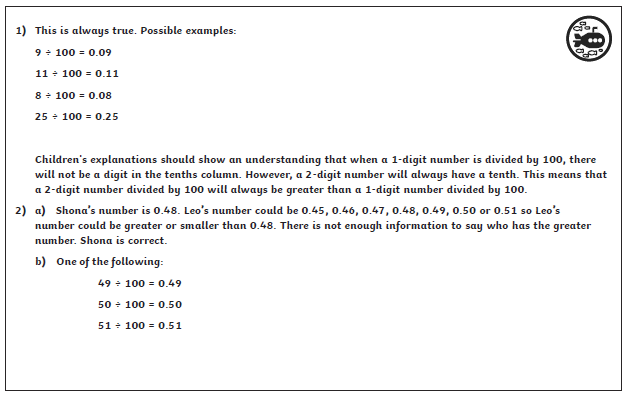 1) This is always true. Possible examples:
9 ÷ 100 = 0.09
11 ÷ 100 = 0.11
8 ÷ 100 = 0.08
25 ÷ 100 = 0.25
Children's explanations should show an understanding that when a 1-digit number is divided by 100, there
will not be a digit in the tenths column. However, a 2-digit number will always have a tenth. This means that
a 2-digit number divided by 100 will always be greater than a 1-digit number divided by 100.
2) a) Shona's number is 0.48. Leo's number could be 0.45, 0.46, 0.47, 0.48, 0.49, 0.50 or 0.51 so Leo's
number could be greater or smaller than 0.48. There is not enough information to say who has the greater
number. Shona is correct.
b) One of the following:
49 ÷ 100 = 0.49
50 ÷ 100 = 0.50
51 ÷ 100 = 0.51